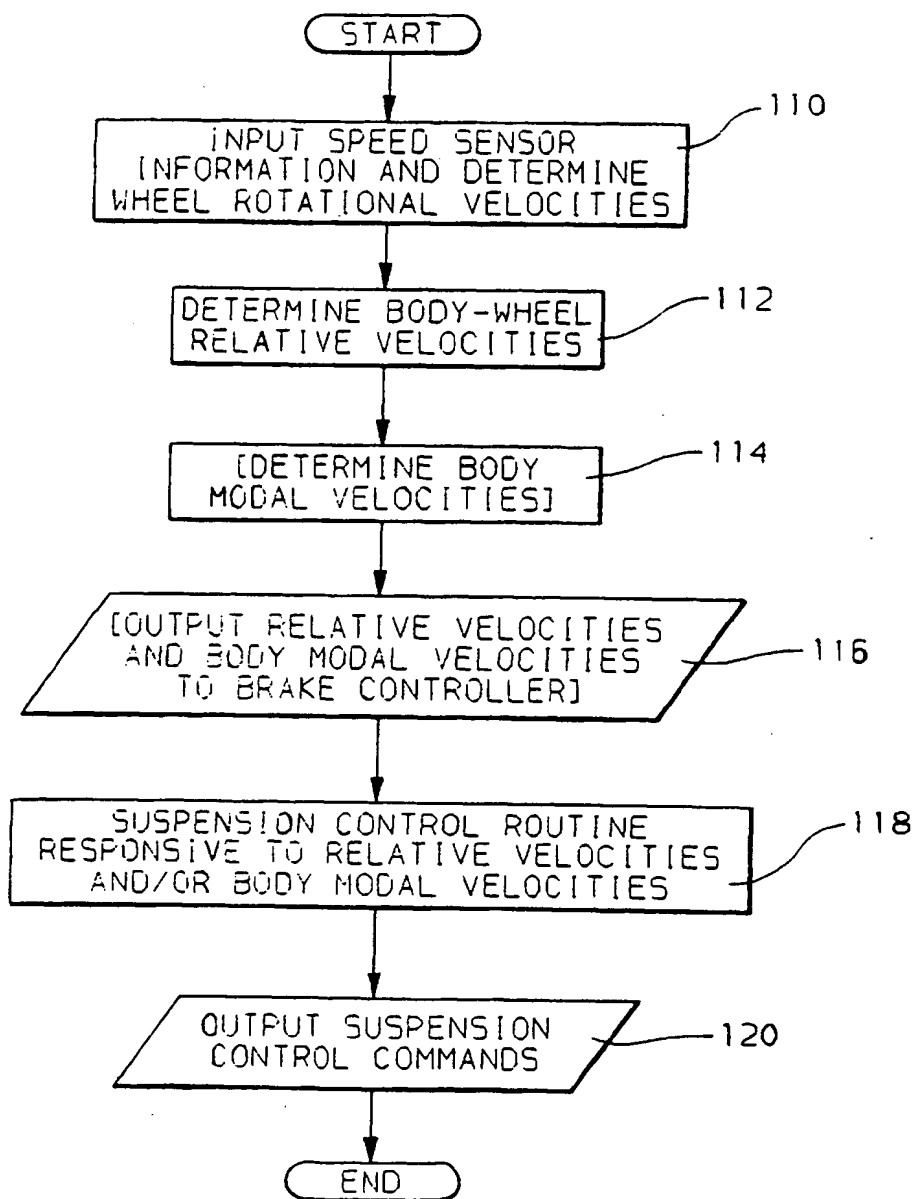 START
110
INPUT SPEED SENSOR
INFORMATION AND DETERMINE
WHEEL ROTATIONAL VELOCITIES
112
DETERMINE BODY-WHEEL
RELATIVE VELOCITIES
114
[DETERMINE BODY
MODAL VELOCITIES]
116
[OUTPUT RELATIVE VELOCITIES
AND BODY MODAL VELOCITIES
TO BRAKE CONTROLLER]
118
SUSPENSION CONTROL ROUTINE
RESPONSIVE TO RELATIVE VELOCITIES
AND/OR BODY MODAL VELOCITIES
120
OUTPUT SUSPENSION
CONTROL COMMANDS
END